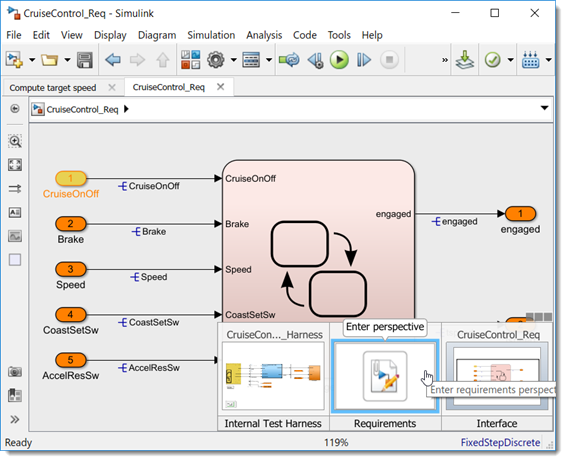 CruiseControl_Req - Simulink
File Edit View Display Diagram Simulation Analysis Code Tools Help
»
Compute target speed CruiseControl_Req
CruiseControl_Req
1
CruiseOnOff
CruiseOnOff
CruiseOnOff
2
Brake
Brake
Brake
engaged
engaged
1
engaged
3
Speed
Speed
Speed
4
CoastSetSw
CoastSetSw
CoastSetSw
5
AccelResSw
AccelResSw
Enter perspective
CruiseCon..._Harness
CruiseControl_Req
Enter requirements perspect
Internal Test Harness
Requirements
Interface
»
Ready 119% FixedStepDiscrete